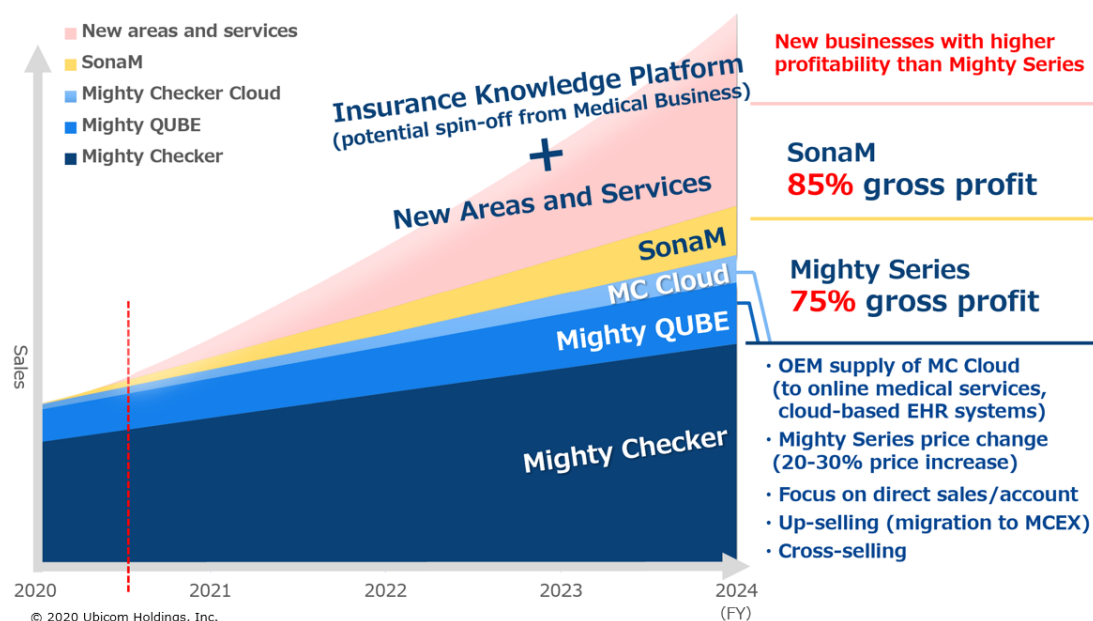 New areas and services
SonaM
Mighty Checker Cloud
Mighty QUBE
Mighty Checker
Insurance Knowledge Platform
(potential spin-off from Medical Business)
+
New Areas and Services
SonaM
MC Cloud
Mighty QUBE
Mighty Checker
Sales
2020
2021
2022
2023
2024
(FY)
New businesses with higher
profitability than Mighty Series
SonaM
85% gross profit
Mighty Series
75% gross profit
・OEM supply of MC Cloud
(to online medical services,
cloud-based EHR systems)
・Mighty Series price change
(20-30% price increase)
・Focus on direct sales/account
・Up-selling (migration to MCEX)
・Cross-selling
© 2020 Ubicom Holdings, Inc.